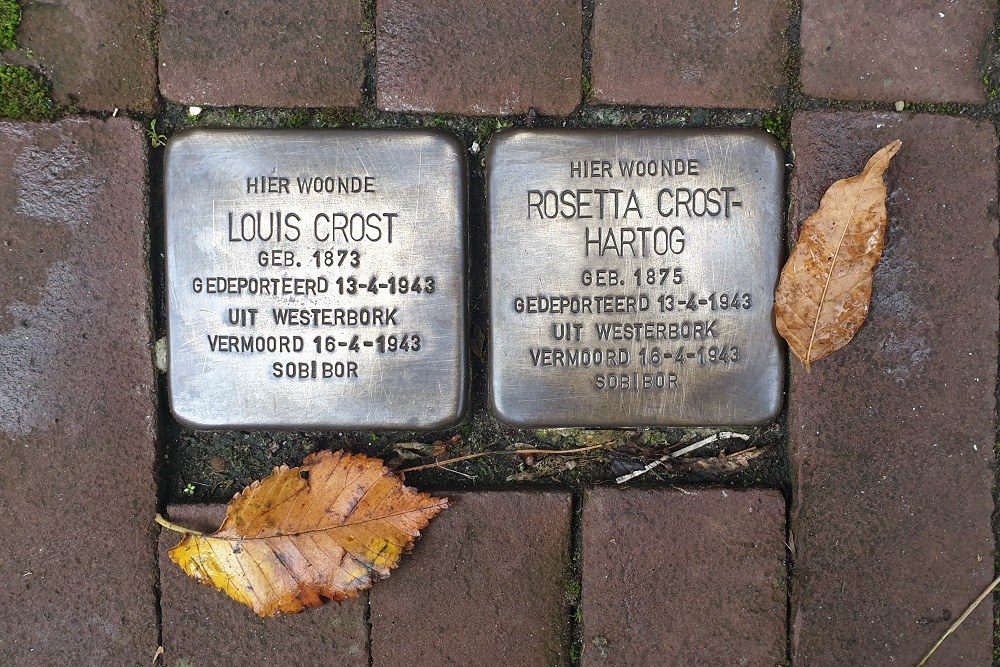 HIER WOONDE
LOUIS CROST
GEB. 1873
GEDEPORTEERD 13-4-1943
UIT WESTERBORK
VERMOORD 16-4-1943
SOBIBOR
HIER WOONDE
ROSETTA CROST-
HARTOG
GEB. 1875
GEDEPORTEERD 13-4-1943
UIT WESTERBORK
VERMOORD 16-4-1943
SOBIBOR